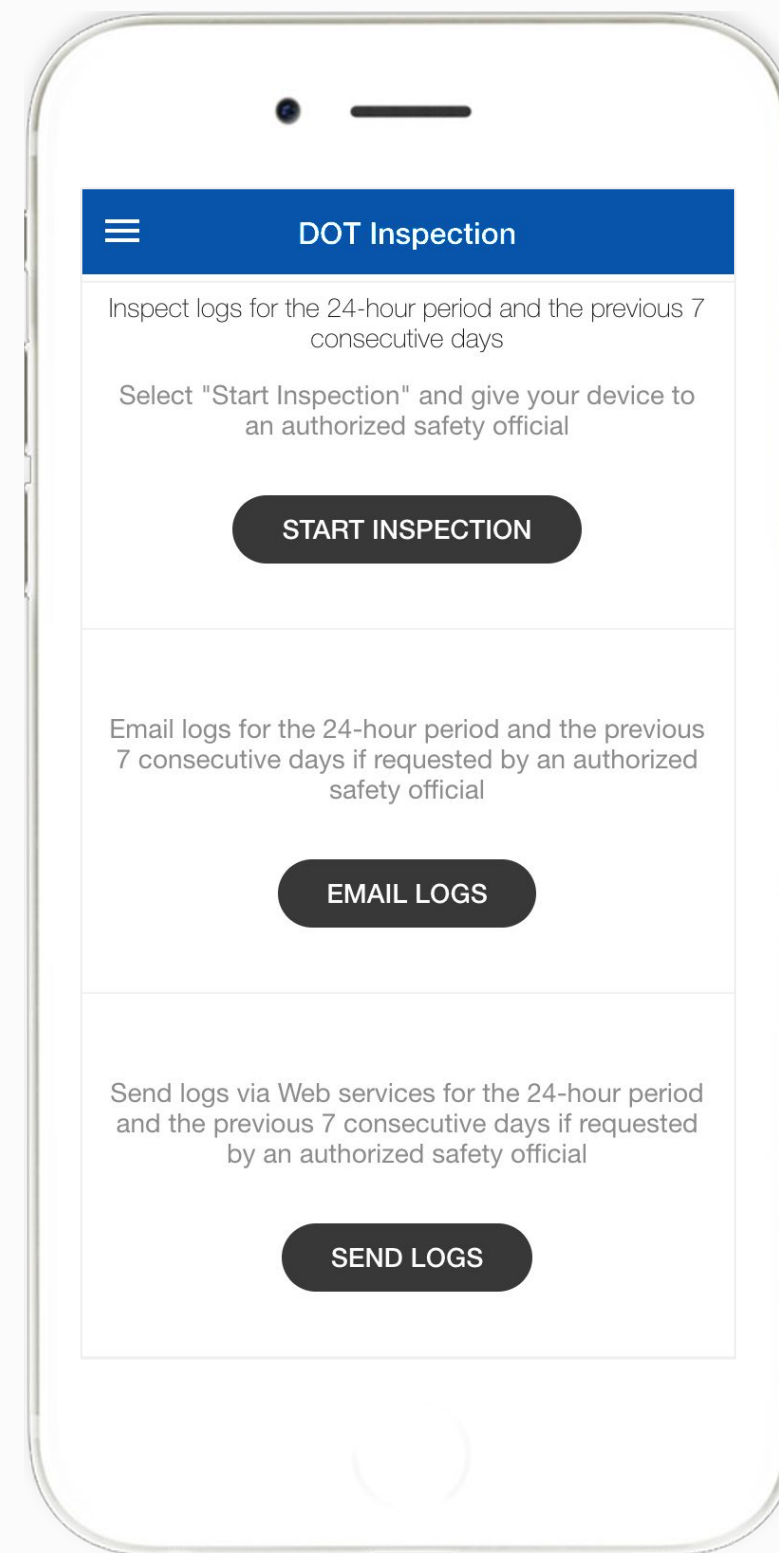 DOT Inspection
Inspect logs for the 24-hour period and the previous 7
consecutive days
Select "Start Inspection" and give your device to
an authorized safety official
START INSPECTION
Email logs for the 24-hour period and the previous
7 consecutive days if requested by an authorized
safety official
EMAIL LOGS
Send logs via Web services for the 24-hour period
and the previous 7 consecutive days if requested
by an authorized safety official
SEND LOGS